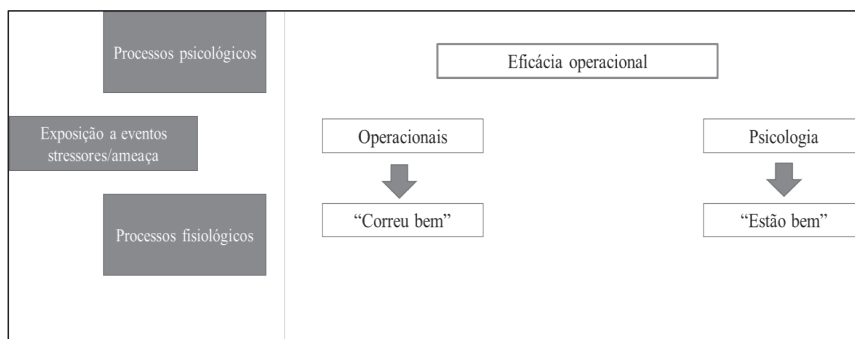 Processos psicológicos
Exposição a eventos
stressores/ameaça
Processos fisiológicos
Eficácia operacional
Operacionais
Psicologia
“Correu bem”
“Estão bem”